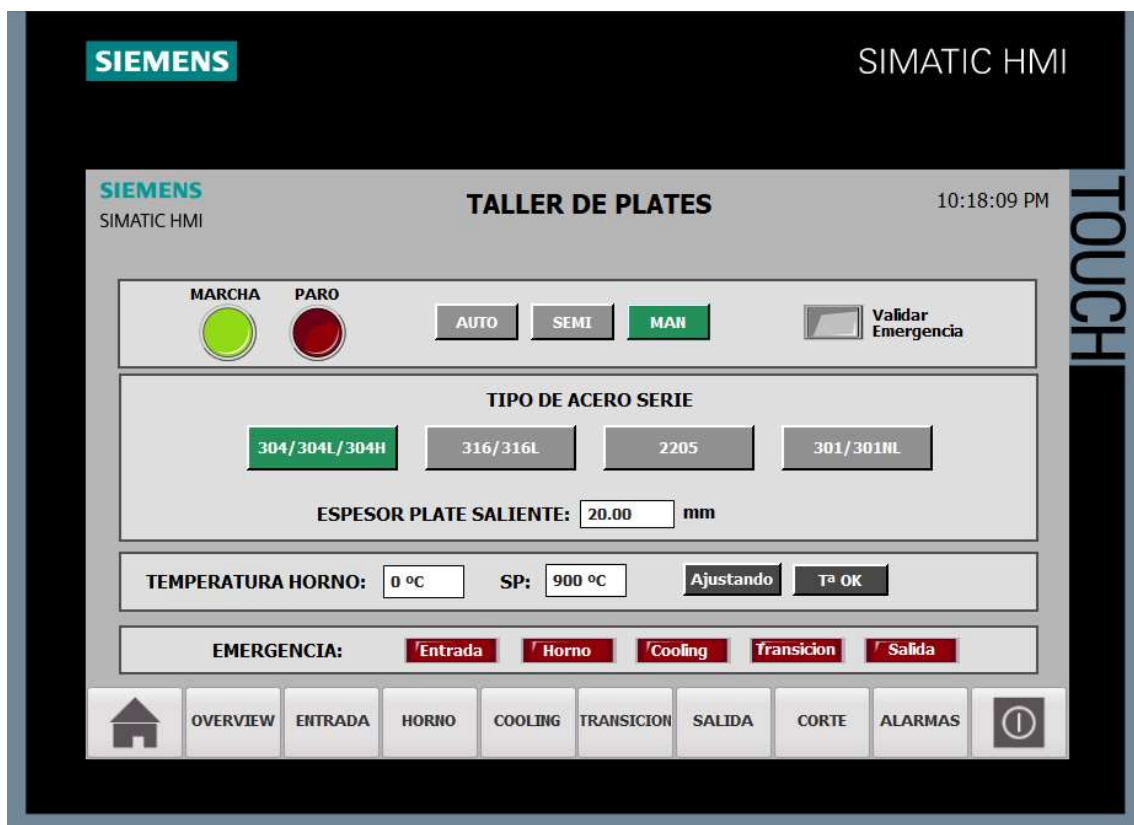 SIEMENS
SIMATIC HMI
TOUCH
SIEMENS
SIMATIC HMI
TALLER DE PLATES
10:18:09 PM
MARCHA
PARO
AUTO
SEMI
MAN
Validar
Emergencia
TIPO DE ACERO SERIE
304/304L/304H
316/316L
2205
301/301NL
ESPESOR PLATE SALIENTE: 20.00 mm
TEMPERATURA HORNO: 0 ºC SP: 900 ºC Ajustando Tª OK
EMERGENCIA: Entrada Horno Cooling Transicion Salida
OVERVIEW ENTRADA HORNO COOLING TRANSICION SALIDA CORTE ALARMAS